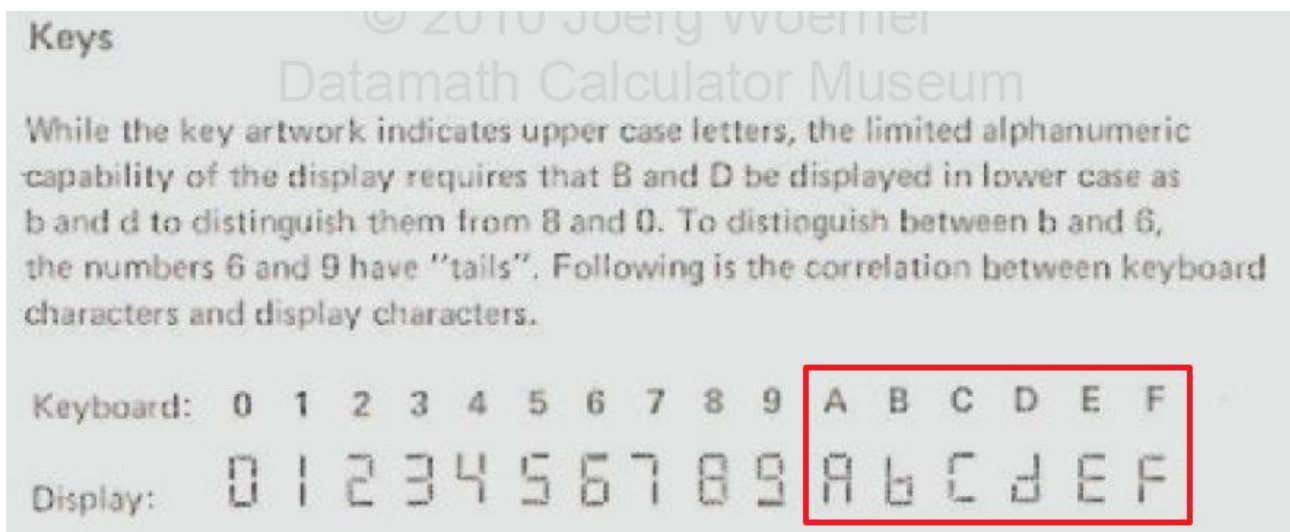 © 2010 Joerg Woerner
Keys
Datamath Calculator Museum
While the key artwork indicates upper case letters, the limited alphanumeric
capability of the display requires that B and D be displayed in lower case as
b and d to distinguish them from 8 and 0. To distinguish between b and 6,
the numbers 6 and 9 have "tails". Following is the correlation between keyboard
characters and display characters.
Keyboard: 0 1 2 3 4 5 6 7 8 9 A B C D E F
Display: 0 1 2 3 4 5 6 7 8 9 A b C d E F